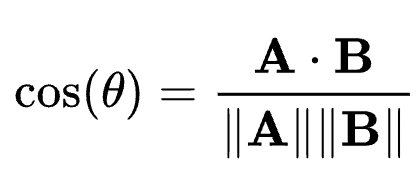 cos(θ) = A · B / ‖A‖‖B‖